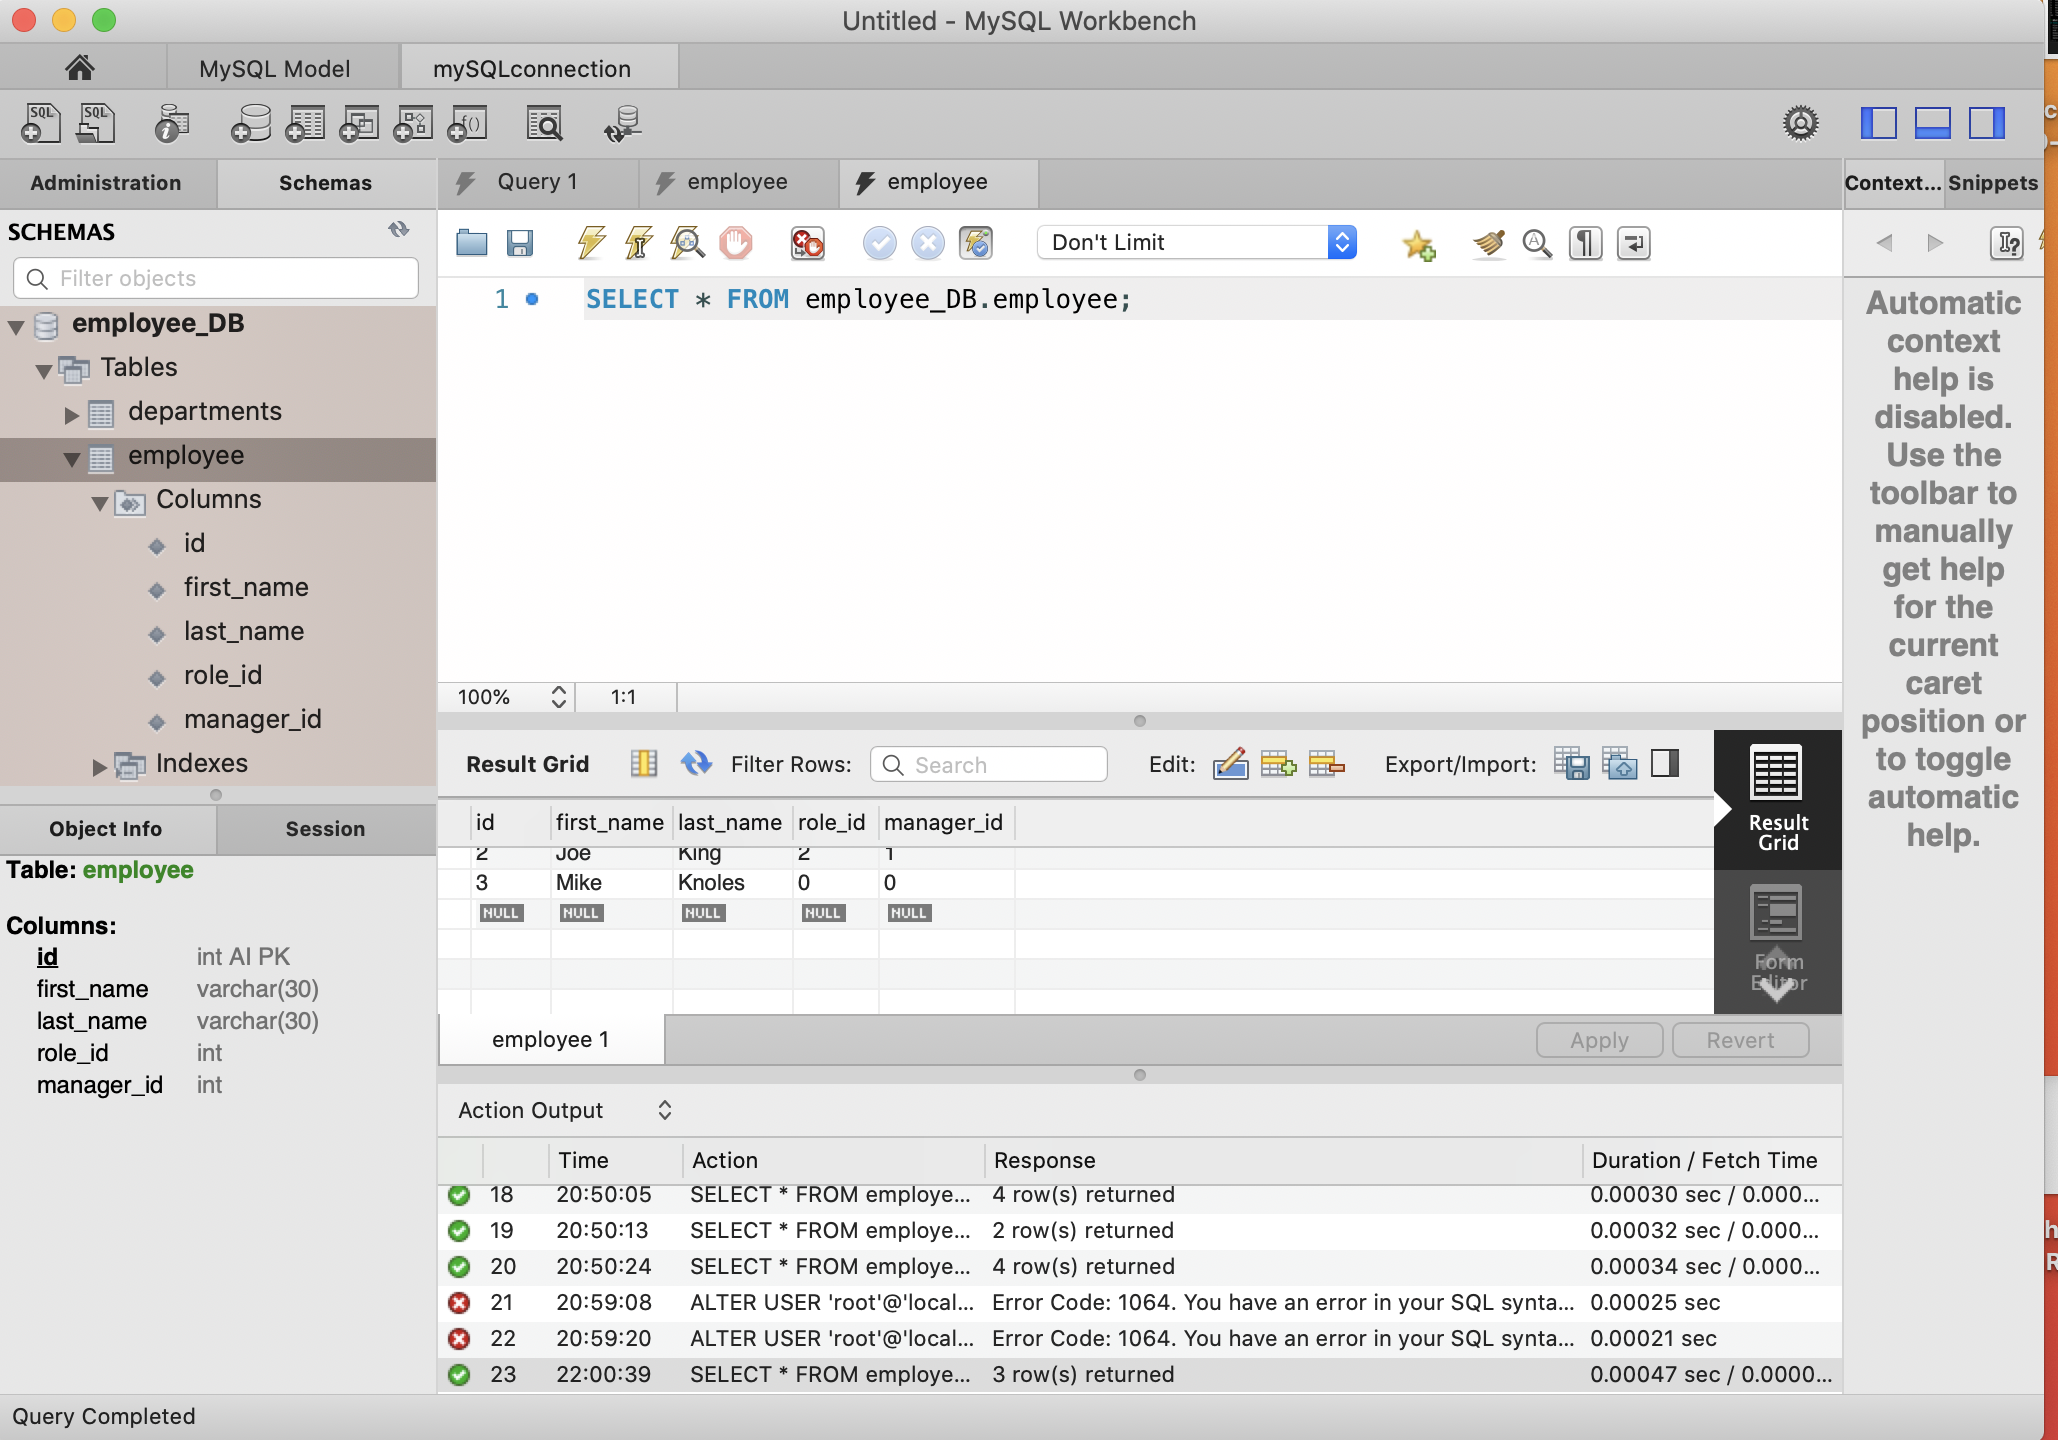 Untitled - MySQL Workbench
MySQL Model
mySQLconnection
SQL
SQL
Administration
Schemas
Query 1
employee
employee
Context...
Snippets
SCHEMAS
Filter objects
Don't Limit
employee_DB
Tables
departments
employee
Columns
id
first_name
last_name
role_id
manager_id
Indexes
1
SELECT * FROM employee_DB.employee;
Automatic
context
help is
disabled.
Use the
toolbar to
manually
get help
for the
current
caret
position or
to toggle
automatic
help.
100%
1:1
Result Grid
Filter Rows:
Search
Edit:
Export/Import:
id first_name last_name role_id manager_id
2 Joe King 2 1
3 Mike Knoles 0 0
NULL NULL NULL NULL NULL
Result
Grid
Form
Editor
employee 1
Apply
Revert
Object Info
Session
Table: employee
Columns:
id int AI PK
first_name varchar(30)
last_name varchar(30)
role_id int
manager_id int
Action Output
Time Action Response Duration / Fetch Time
18 20:50:05 SELECT * FROM employe... 4 row(s) returned 0.00030 sec / 0.000...
19 20:50:13 SELECT * FROM employe... 2 row(s) returned 0.00032 sec / 0.000...
20 20:50:24 SELECT * FROM employe... 4 row(s) returned 0.00034 sec / 0.000...
21 20:59:08 ALTER USER 'root'@'local... Error Code: 1064. You have an error in your SQL synta... 0.00025 sec
22 20:59:20 ALTER USER 'root'@'local... Error Code: 1064. You have an error in your SQL synta... 0.00021 sec
23 22:00:39 SELECT * FROM employe... 3 row(s) returned 0.00047 sec / 0.0000...
Query Completed